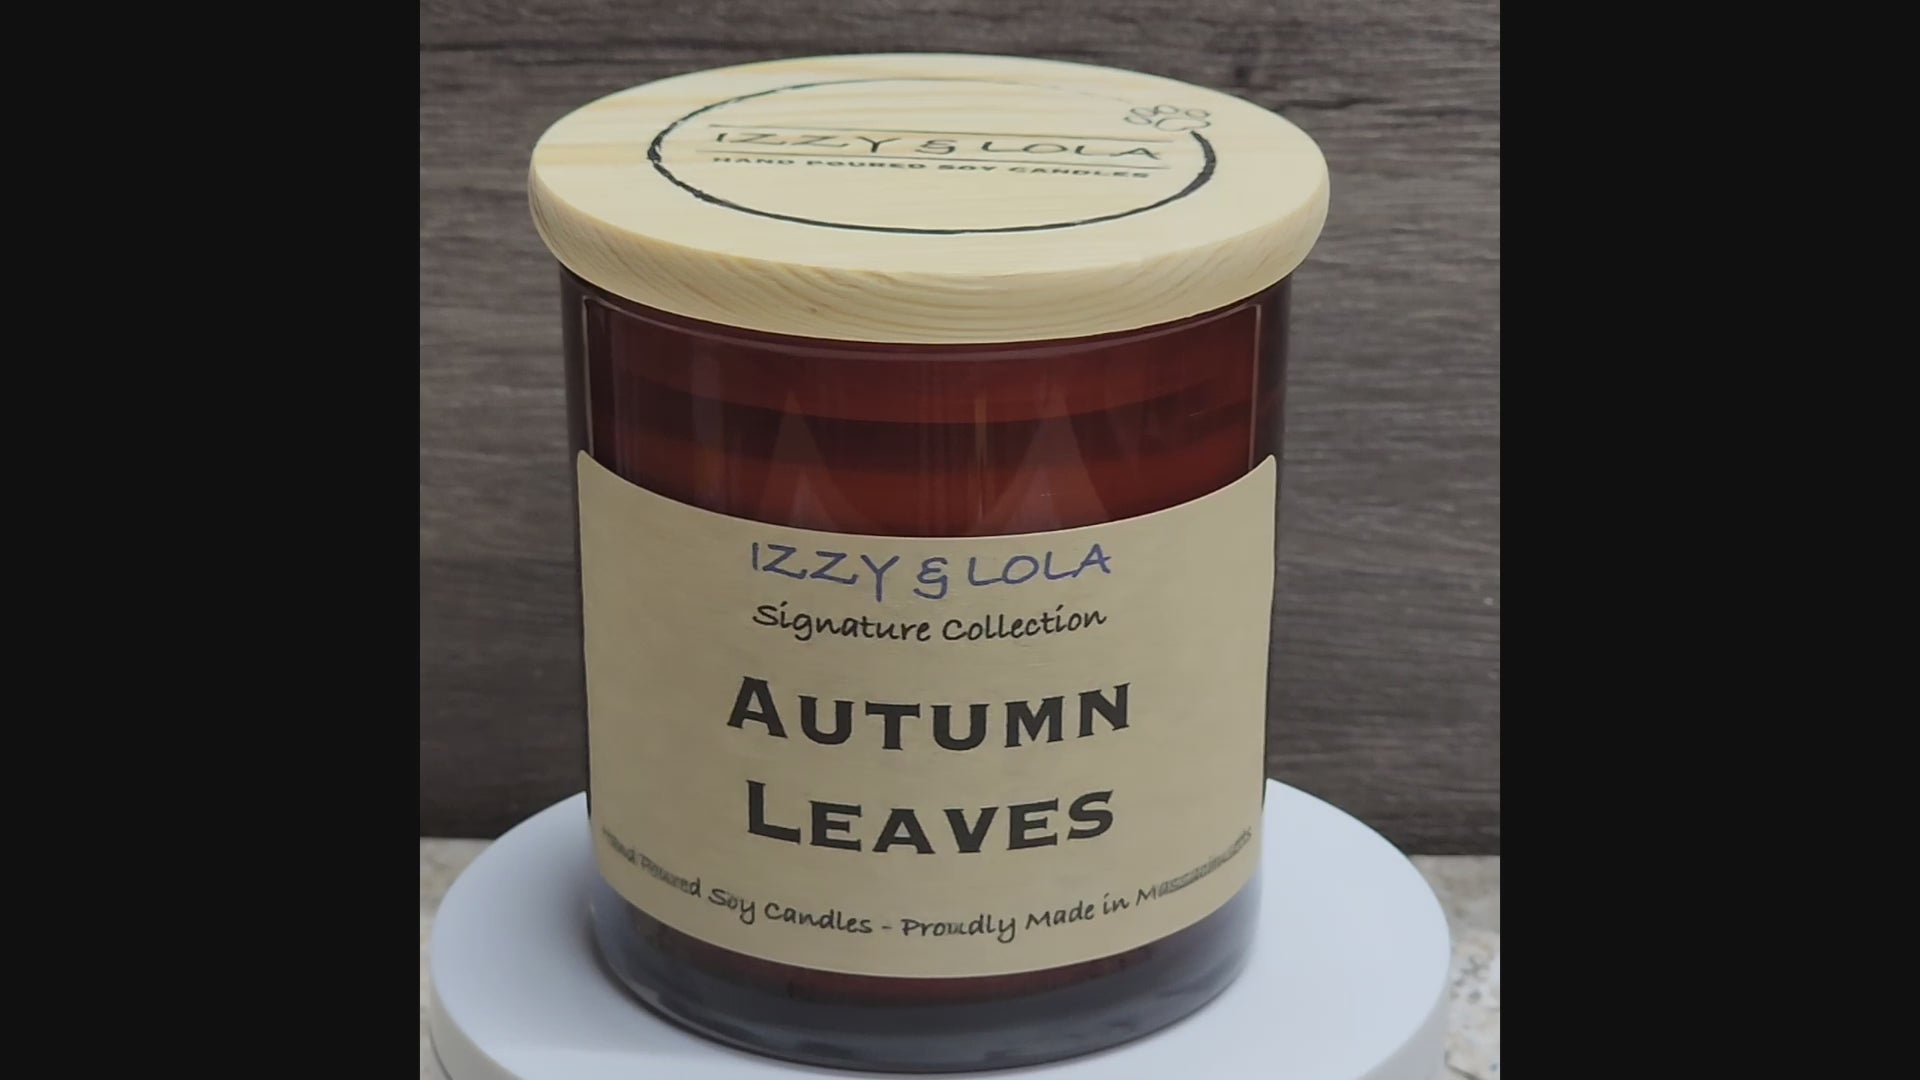 IZZY & LOLA
HAND POURED SOY CANDLES
IZZY & LOLA
Signature Collection
AUTUMN
LEAVES
Hand Poured Soy Candles - Proudly Made in Massachusetts